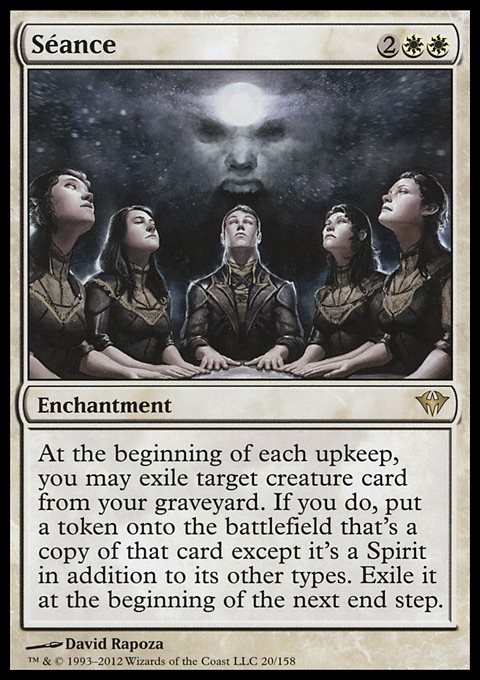 Séance 2
Enchantment
At the beginning of each upkeep,
you may exile target creature card
from your graveyard. If you do, put
a token onto the battlefield that's a
copy of that card except it's a Spirit
in addition to its other types. Exile it
at the beginning of the next end step.
David Rapoza
™ & © 1993–2012 Wizards of the Coast LLC 20/158